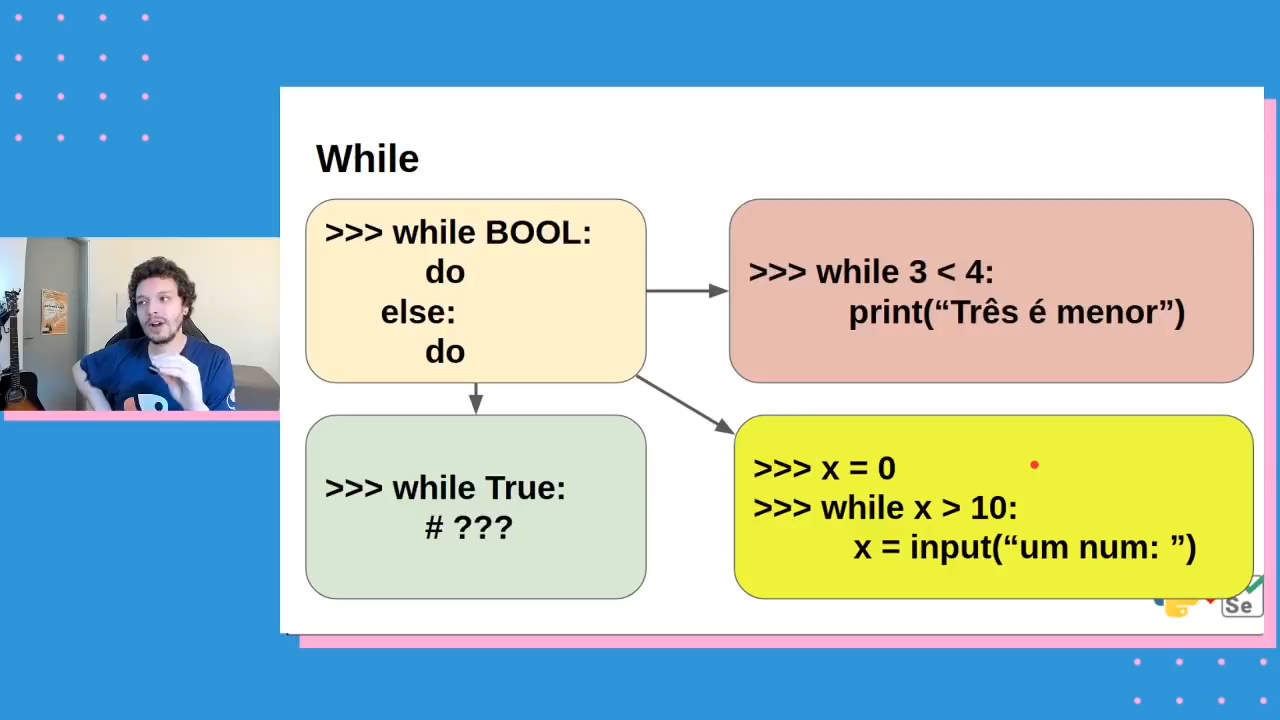 While
>>> while BOOL:
do
else:
do
>>> while 3 < 4:
print(“Três é menor”)
>>> while True:
# ???
>>> x = 0
>>> while x > 10:
x = input(“um num: ”)
Se